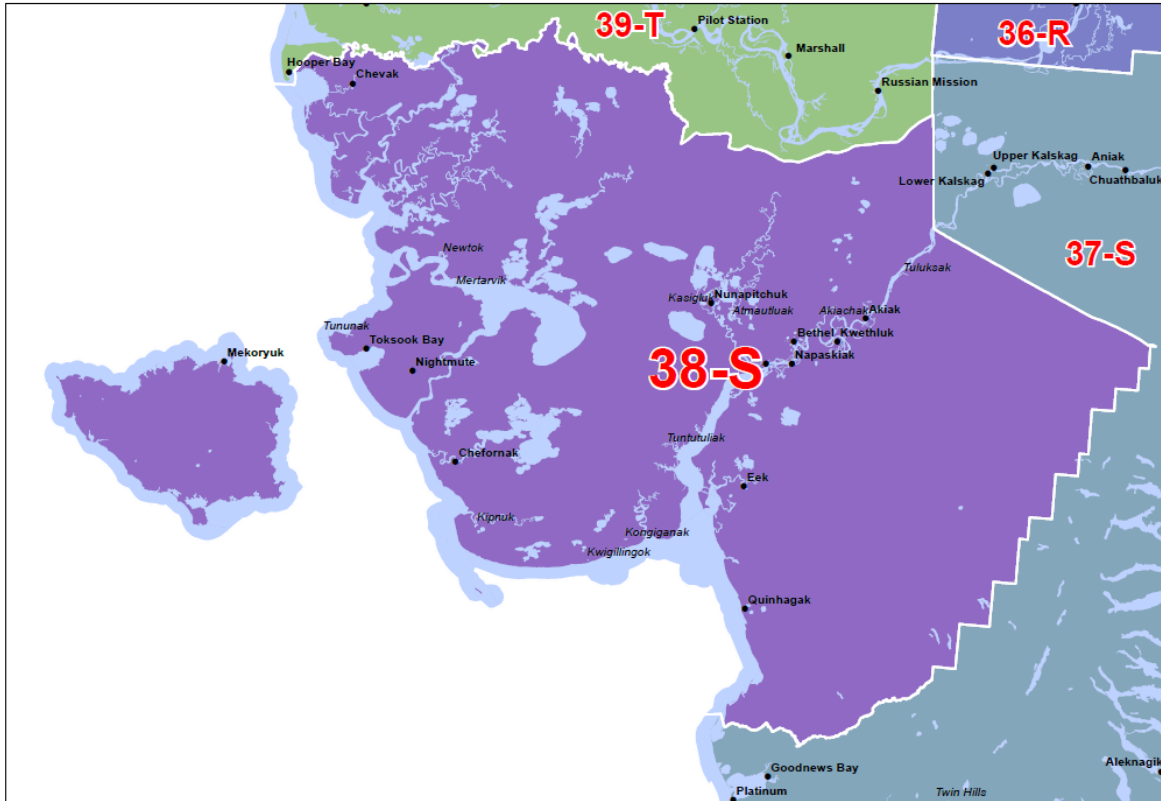 39-T
Pilot Station
36-R
Marshall
Hooper Bay
Chevak
Russian Mission
Upper Kalskag
Aniak
Lower Kalskag
Chuathbaluk
37-S
Newtok
Mertarvik
Tuluksak
Kasigluk
Nunapitchuk
Atmautluak
Akiachak
Akiak
Tununak
Toksook Bay
Bethel
Kwethluk
Mekoryuk
Nightmute
38-S
Napaskiak
Tuntutuliak
Chefornak
Eek
Kipnuk
Kongiganak
Kwigillingok
Quinhagak
Goodnews Bay
Aleknagik
Platinum
Twin Hills